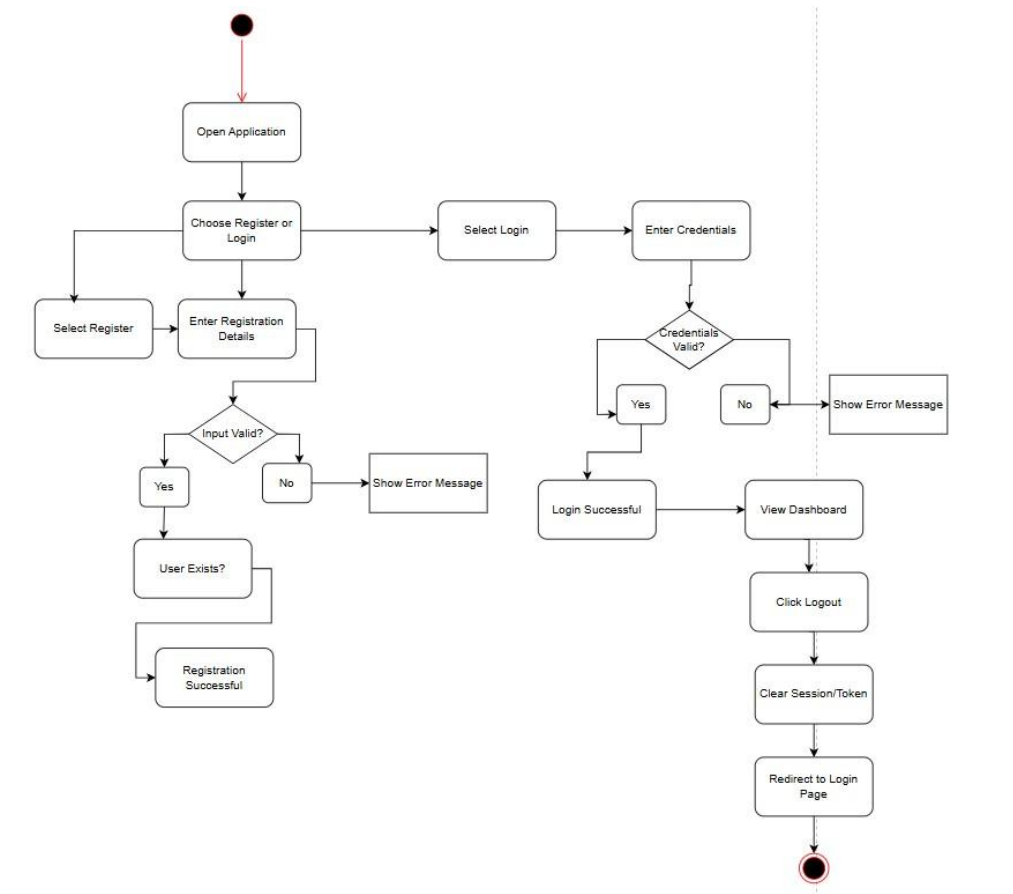 Open Application
Choose Register or
Login
Select Login
Enter Credentials
Select Register
Enter Registration
Details
Credentials
Valid?
Yes
No
Show Error Message
Input Valid?
Yes
No
Show Error Message
Login Successful
View Dashboard
User Exists?
Click Logout
Registration
Successful
Clear Session/Token
Redirect to Login
Page